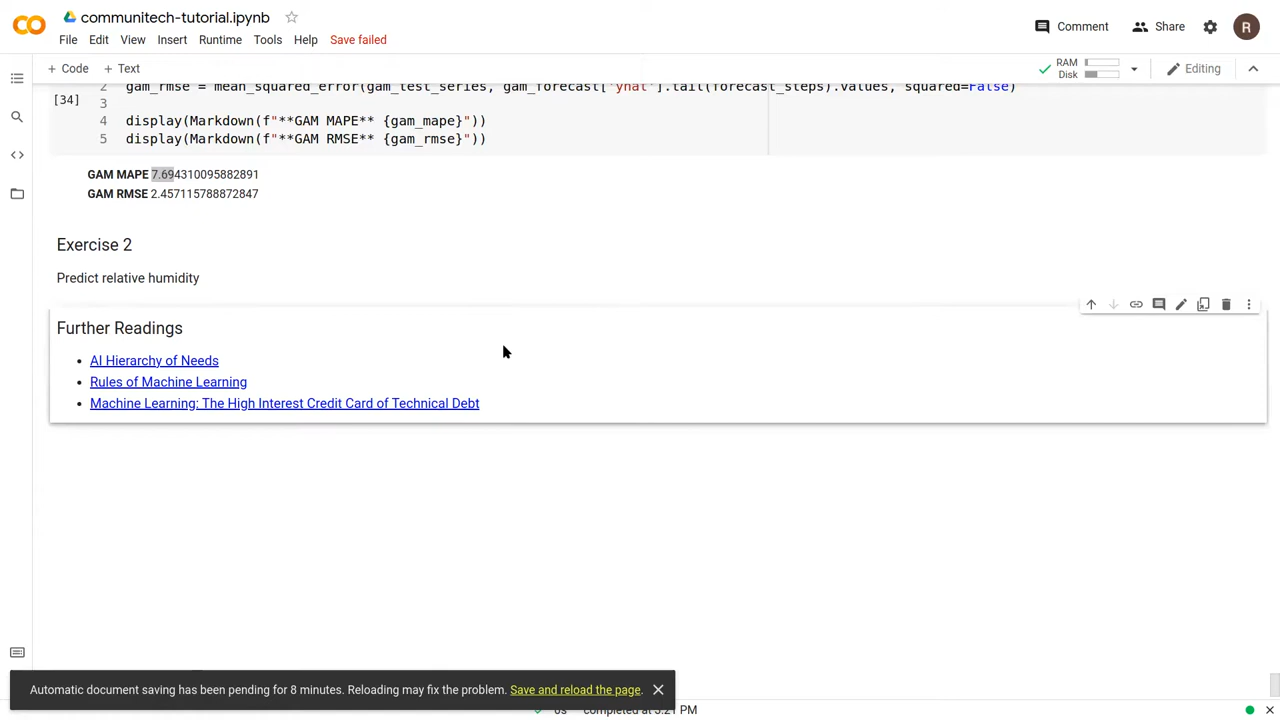 communitech-tutorial.ipynb
Comment
Share
R
File Edit View Insert Runtime Tools Help Save failed
+ Code + Text
RAM
Disk
Editing
2 gam_rmse = mean_squared_error(gam_test_series, gam_forecast['yhat'].tail(forecast_steps).values, squared=False)
[34]
3
4 display(Markdown(f"**GAM MAPE** {gam_mape}"))
5 display(Markdown(f"**GAM RMSE** {gam_rmse}"))
GAM MAPE 7.694310095882891
GAM RMSE 2.457115788872847
Exercise 2
Predict relative humidity
Further Readings
• AI Hierarchy of Needs
• Rules of Machine Learning
• Machine Learning: The High Interest Credit Card of Technical Debt
Automatic document saving has been pending for 8 minutes. Reloading may fix the problem. Save and reload the page.
0s completed at 5:21 PM